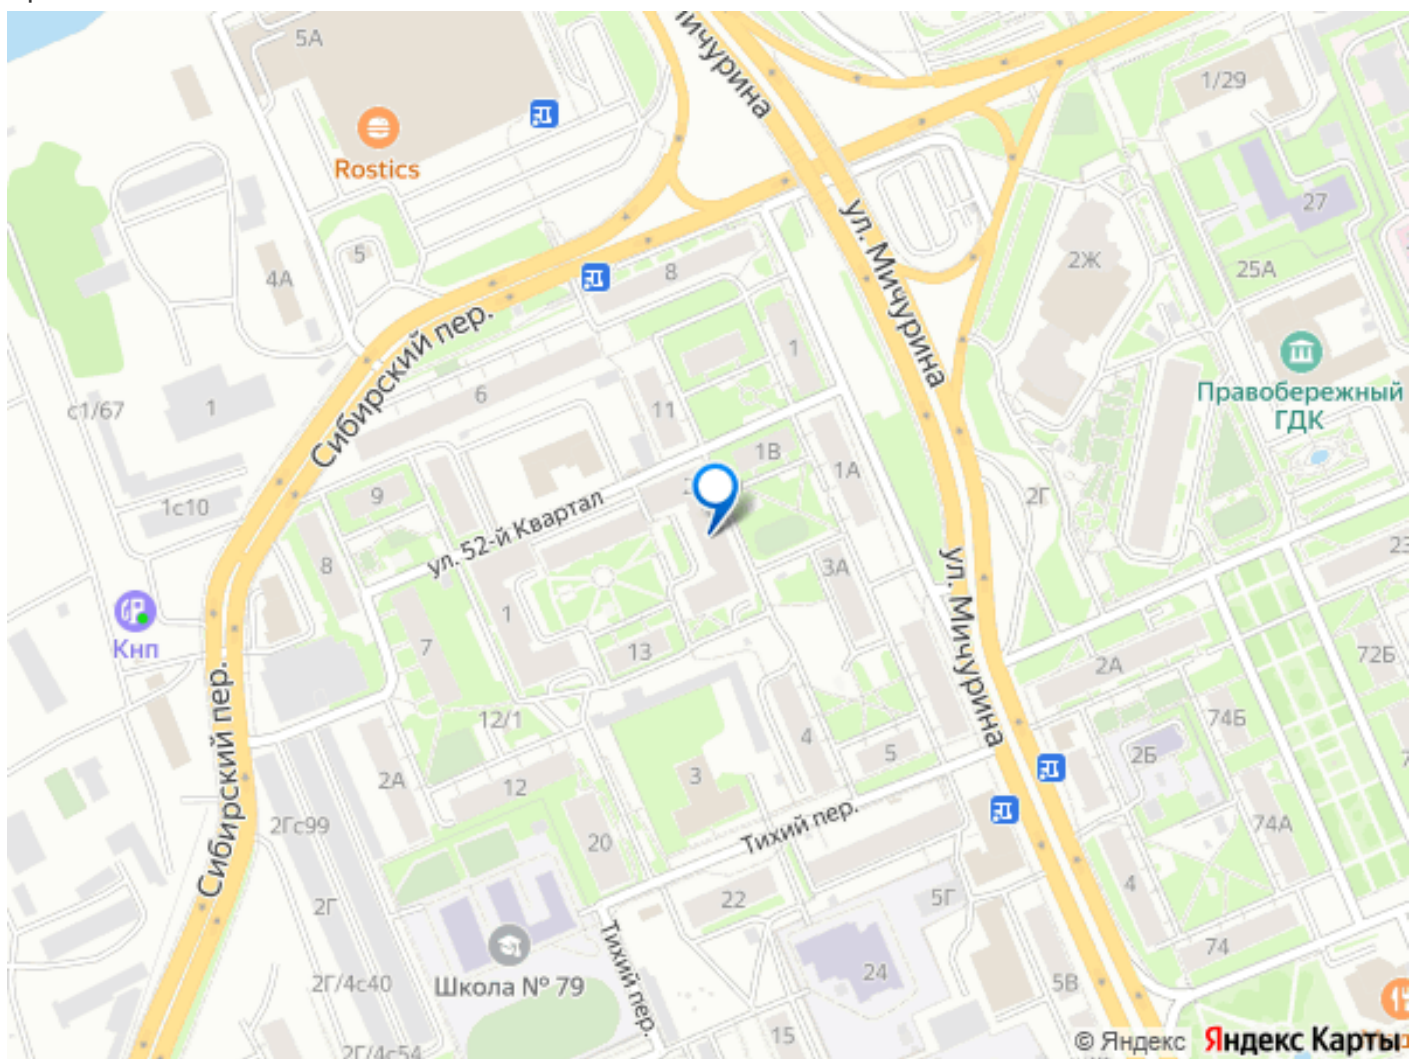 5А
Rostics
ул. Мичурина
1/29
27
5
4А
8
2Ж
25А
Сибирский пер.
Правобережный
ГДК
с1/67
1
6
11
1
1В
1А
9
1с10
ул. 52-й Квартал
2Г
8
3А
23
Кнп
1
7
13
ул. Мичурина
2А
72Б
12/1
4
5
74Б
2Б
2А
12
3
Сибирский пер.
2Гс99
20
Тихий пер.
74А
4
2Г
22
5Г
74
Тихий пер.
Школа № 79
24
2Г/4с40
5В
15
2Г/4с54
ул. Мичурина
© Яндекс Яндекс Карты